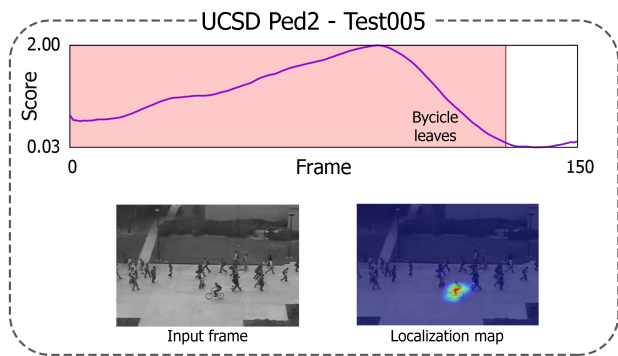 UCSD Ped2 - Test005
2.00
Score
Bycicle
leaves
0.03
0
Frame
150
Input frame
Localization map